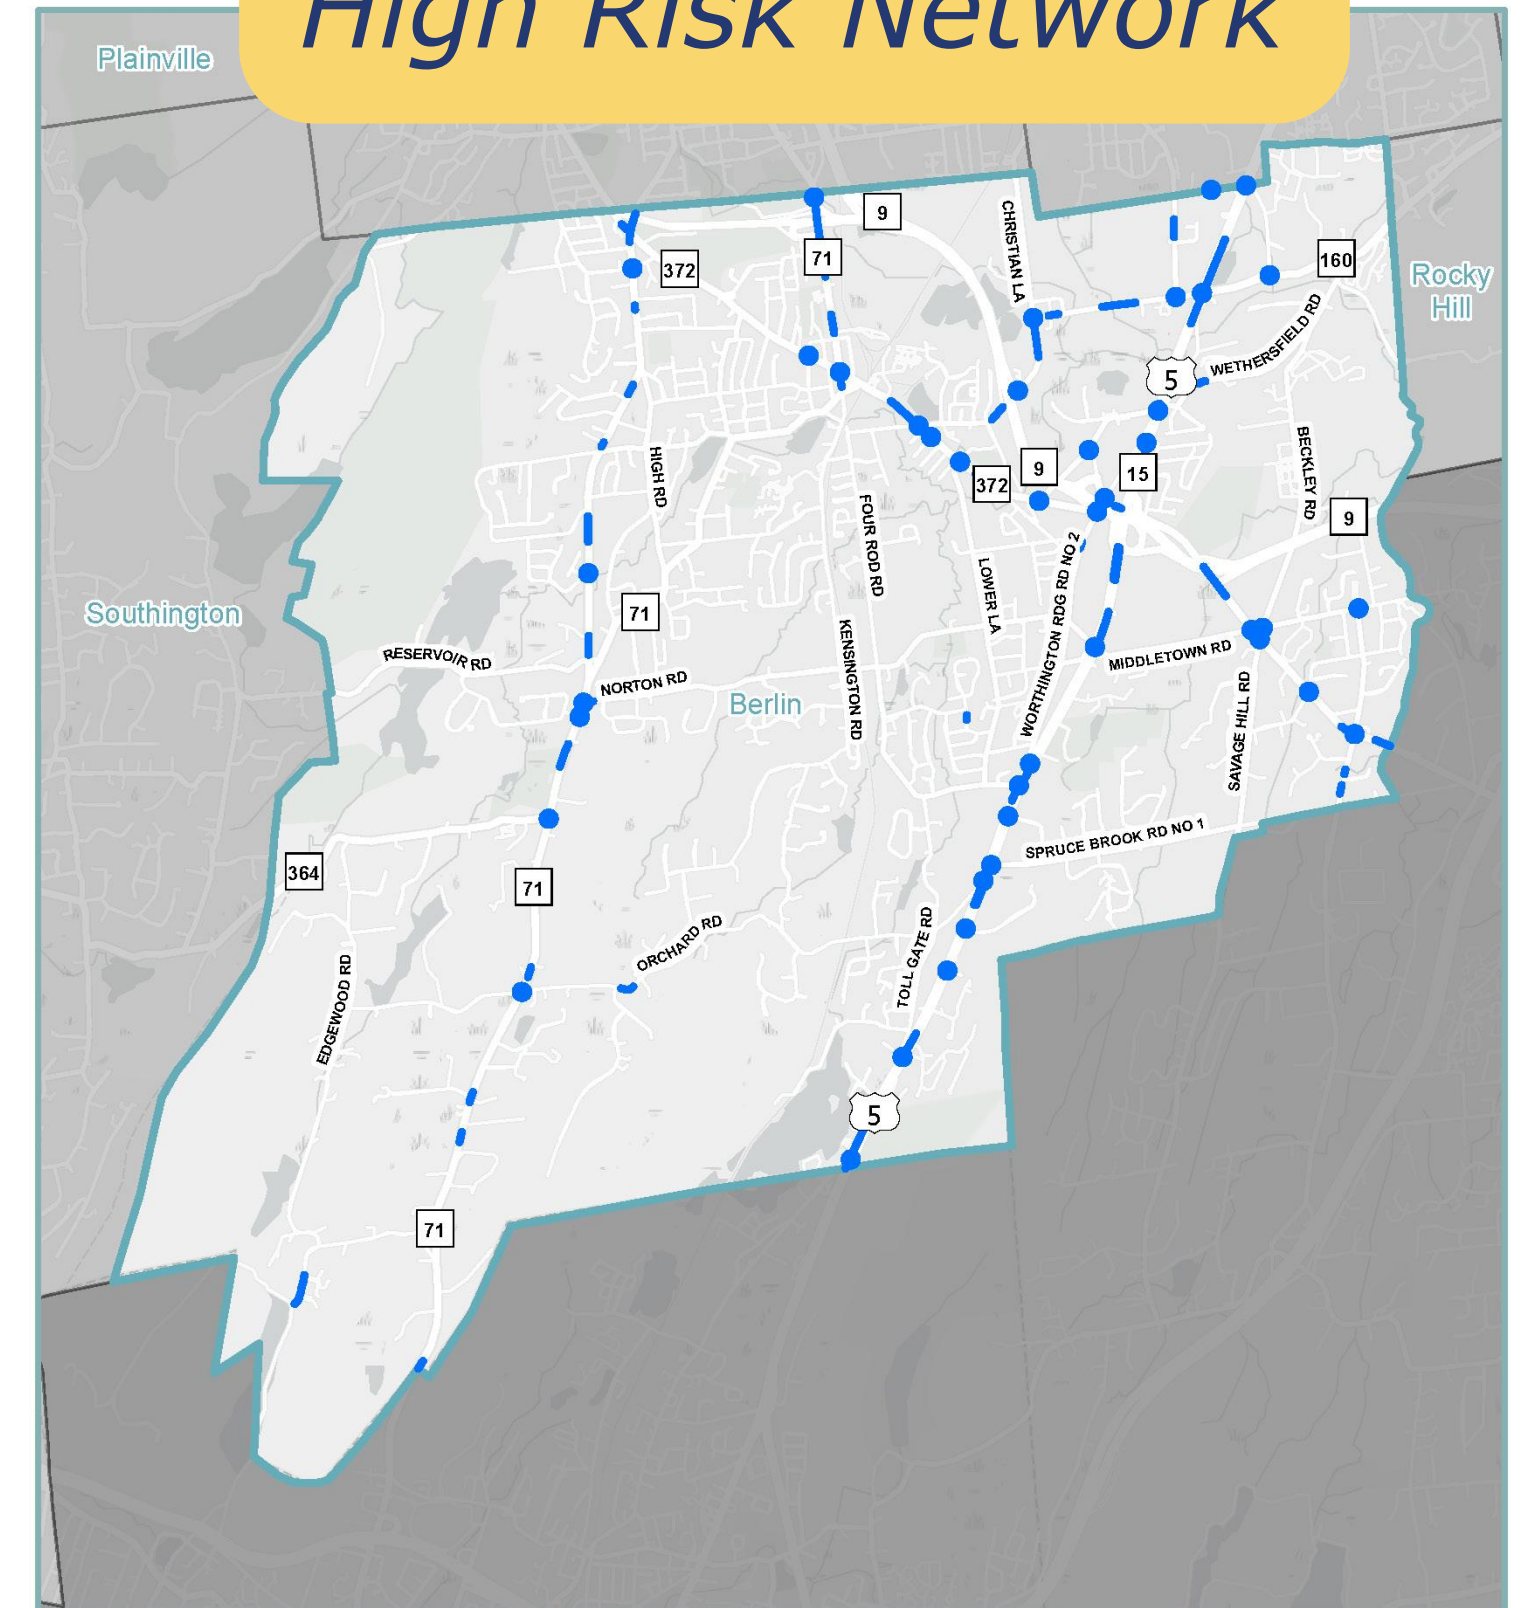 High Risk Network
Plainville
9
CHRISTIAN LA
71
372
160
Rocky
Hill
WETHERSFIELD RD
5
BECKLEY RD
HIGH RD
9
15
372
FOUR ROD RD
9
WORTHINGTON RDG RD NO 2
LOWER LA
Southington
71
KENSINGTON RD
RESERVOIR RD
MIDDLETOWN RD
NORTON RD
Berlin
SAVAGE HILL RD
SPRUCE BROOK RD NO 1
364
71
TOLL GATE RD
ORCHARD RD
EDGEWOOD RD
5
71